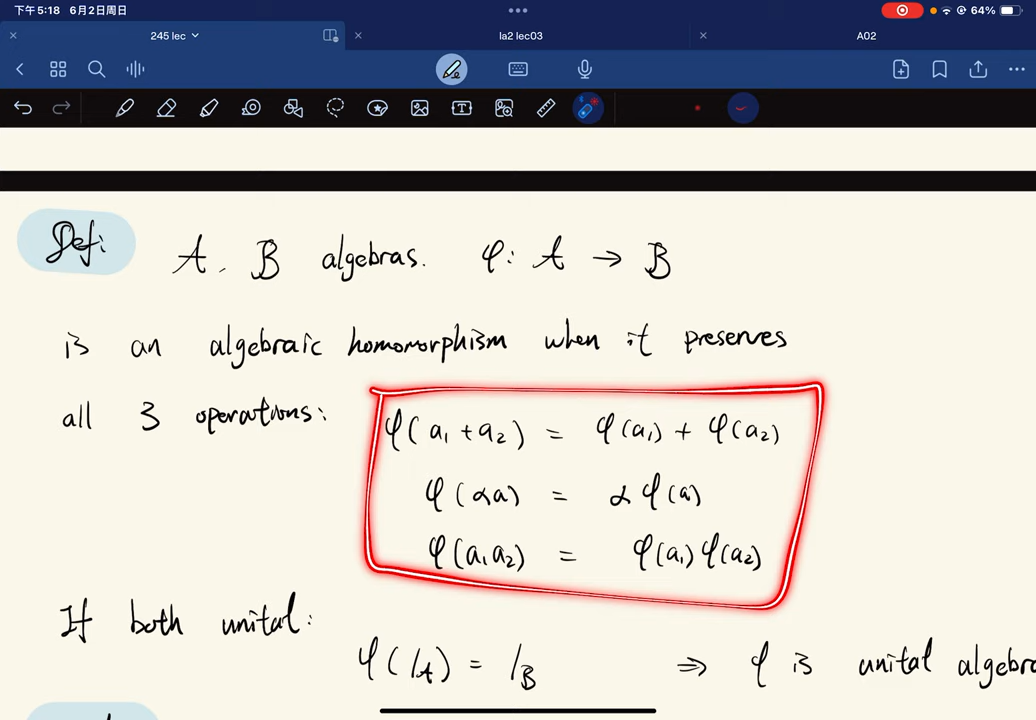 下午5:18 6月2日周日
64%
245 lec
la2 lec03
A02
Def:
A, B algebras. φ: A → B
is an algebraic homomorphism when it preserves
all 3 operations:
φ(a₁ + a₂) = φ(a₁) + φ(a₂)
φ(αa) = αφ(a)
φ(a₁a₂) = φ(a₁)φ(a₂)
If both unital:
φ(1_A) = 1_B ⇒ φ is unital algebra